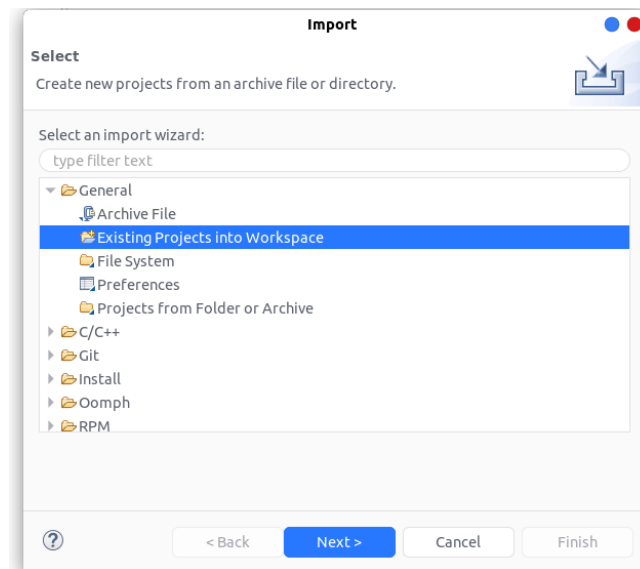 Import
Select
Create new projects from an archive file or directory.
Select an import wizard:
type filter text
General
Archive File
Existing Projects into Workspace
File System
Preferences
Projects from Folder or Archive
C/C++
Git
Install
Oomph
RPM
?
< Back Next > Cancel Finish